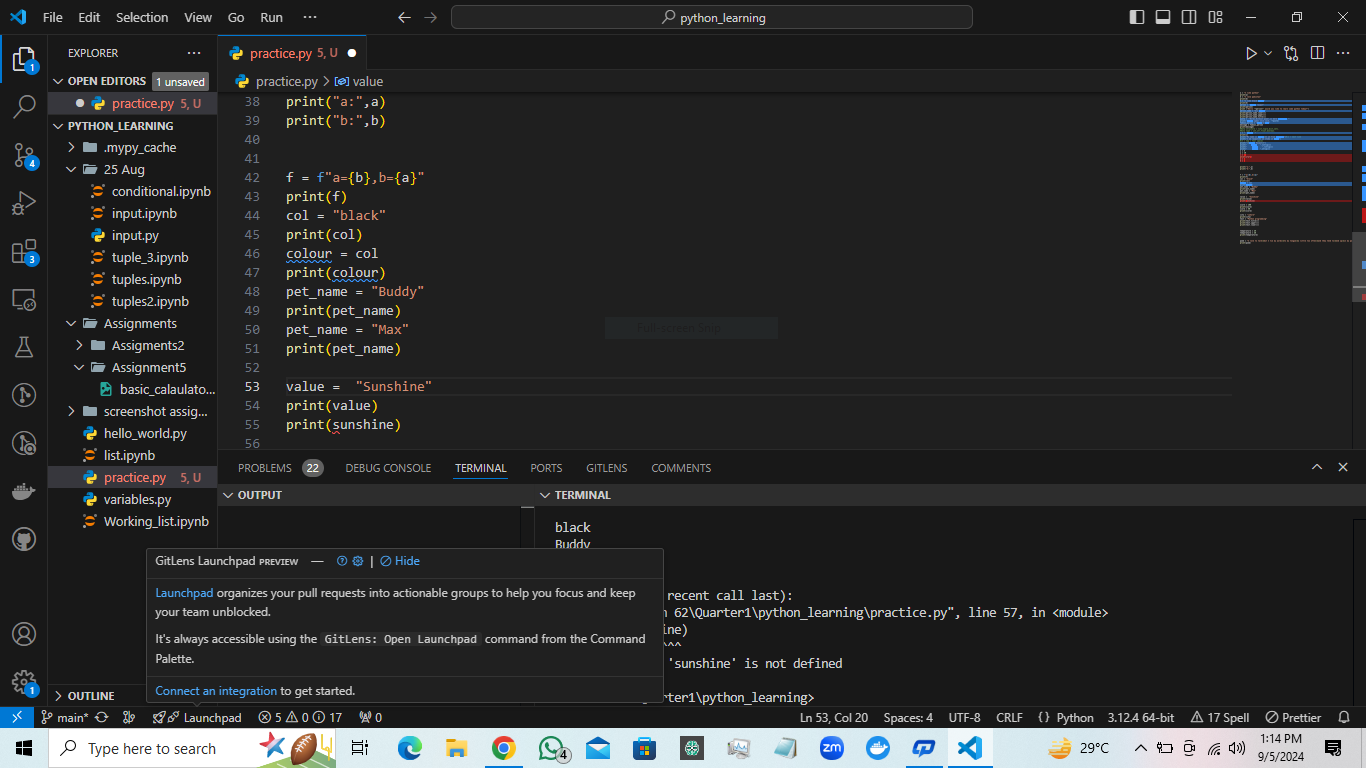 File Edit Selection View Go Run ··· python_learning
EXPLORER ···
OPEN EDITORS 1 unsaved
practice.py 5, U
PYTHON_LEARNING
.mypy_cache
25 Aug
conditional.ipynb
input.ipynb
input.py
tuple_3.ipynb
tuples.ipynb
tuples2.ipynb
Assignments
Assigments2
Assignment5
basic_calaulato...
screenshot assig...
hello_world.py
list.ipynb
practice.py 5, U
variables.py
Working_list.ipynb
OUTLINE
1
4
3
1
practice.py 5, U
practice.py > value
38 print("a:",a)
39 print("b:",b)
40
41
42 f = f"a={b},b={a}"
43 print(f)
44 col = "black"
45 print(col)
46 colour = col
47 print(colour)
48 pet_name = "Buddy"
49 print(pet_name)
50 pet_name = "Max"
51 print(pet_name)
52
53 value =  "Sunshine"
54 print(value)
55 print(sunshine)
56
PROBLEMS 22 DEBUG CONSOLE TERMINAL PORTS GITLENS COMMENTS
OUTPUT
TERMINAL
black
Buddy
recent call last):
62\Quarter1\python_learning\practice.py", line 57, in <module>
ne)
^^^
'sunshine' is not defined
rter1\python_learning>
GitLens Launchpad PREVIEW — | Hide
Launchpad organizes your pull requests into actionable groups to help you focus and keep
your team unblocked.
It's always accessible using the GitLens: Open Launchpad command from the Command
Palette.
Connect an integration to get started.
main* Launchpad 5 0 17 0 Ln 53, Col 20 Spaces: 4 UTF-8 CRLF {} Python 3.12.4 64-bit 17 Spell Prettier
Type here to search 4 zm 29°C 1:14 PM
9/5/2024